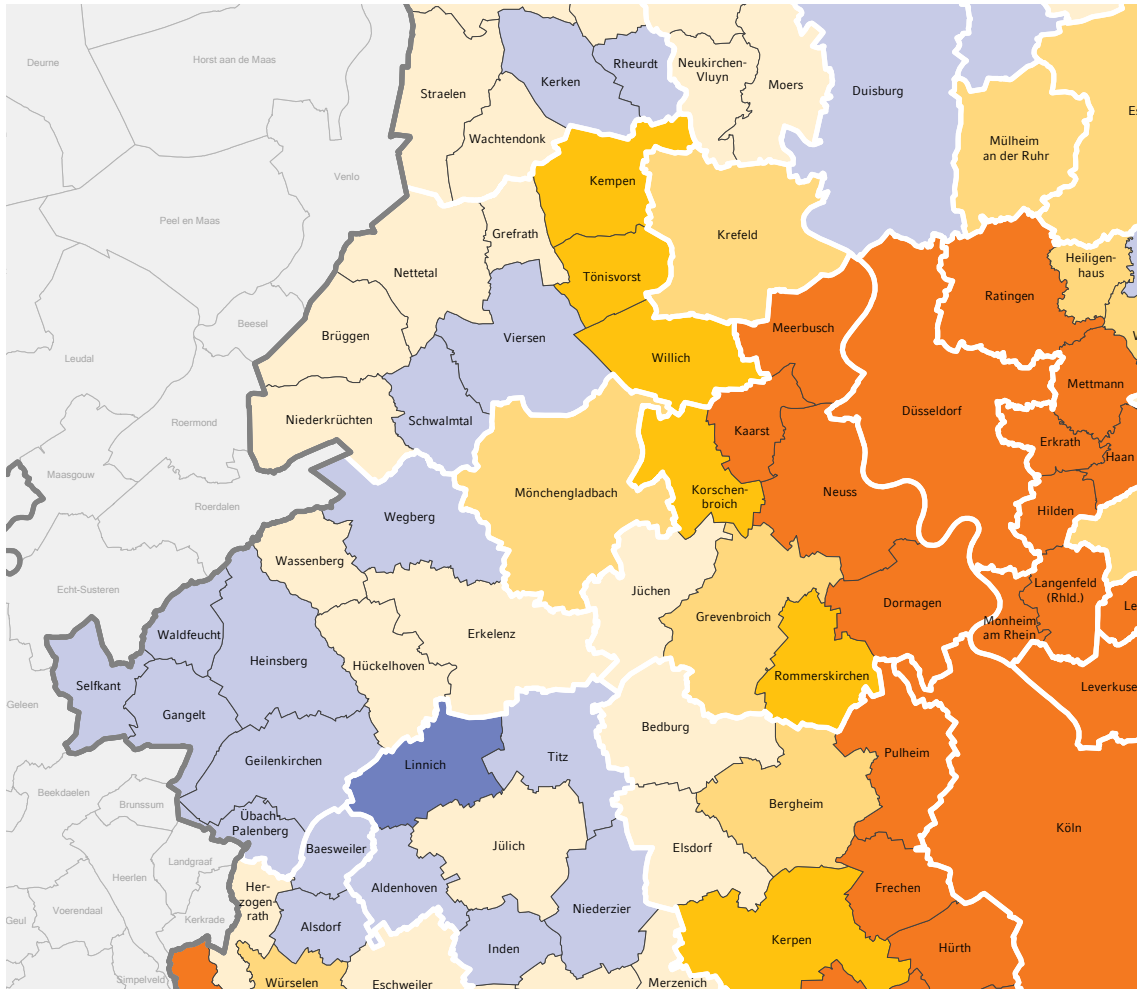 Deurne
Horst aan de Maas
Venlo
Peel en Maas
Beesel
Leudal
Roermond
Maasgouw
Roerdalen
Echt-Susteren
Geleen
Beekdaelen
Brunssum
Landgraaf
Heerlen
Voerendaal
Kerkrade
Simpelveld
Straelen
Kerken
Rheurdt
Neukirchen-
Vluyn
Moers
Duisburg
Wachtendonk
Mülheim
an der Ruhr
Kempen
Grefrath
Krefeld
Nettetal
Tönisvorst
Heiligen-
haus
Ratingen
Brüggen
Viersen
Willich
Meerbusch
Mettmann
Niederkrüchten
Schwalmtal
Kaarst
Düsseldorf
Erkrath
Haan
Mönchengladbach
Korschen-
broich
Neuss
Hilden
Wegberg
Wassenberg
Jüchen
Dormagen
Langenfeld
(Rhld.)
Monheim
am Rhein
Grevenbroich
Waldfeucht
Erkelenz
Heinsberg
Hückelhoven
Selfkant
Gangelt
Rommerskirchen
Leverkuse
Bedburg
Pulheim
Geilenkirchen
Linnich
Titz
Bergheim
Köln
Übach-
Palenberg
Baesweiler
Jülich
Elsdorf
Her-
zogen-
rath
Aldenhoven
Frechen
Alsdorf
Niederzier
Inden
Kerpen
Hürth
Würselen
Eschweiler
Merzenich